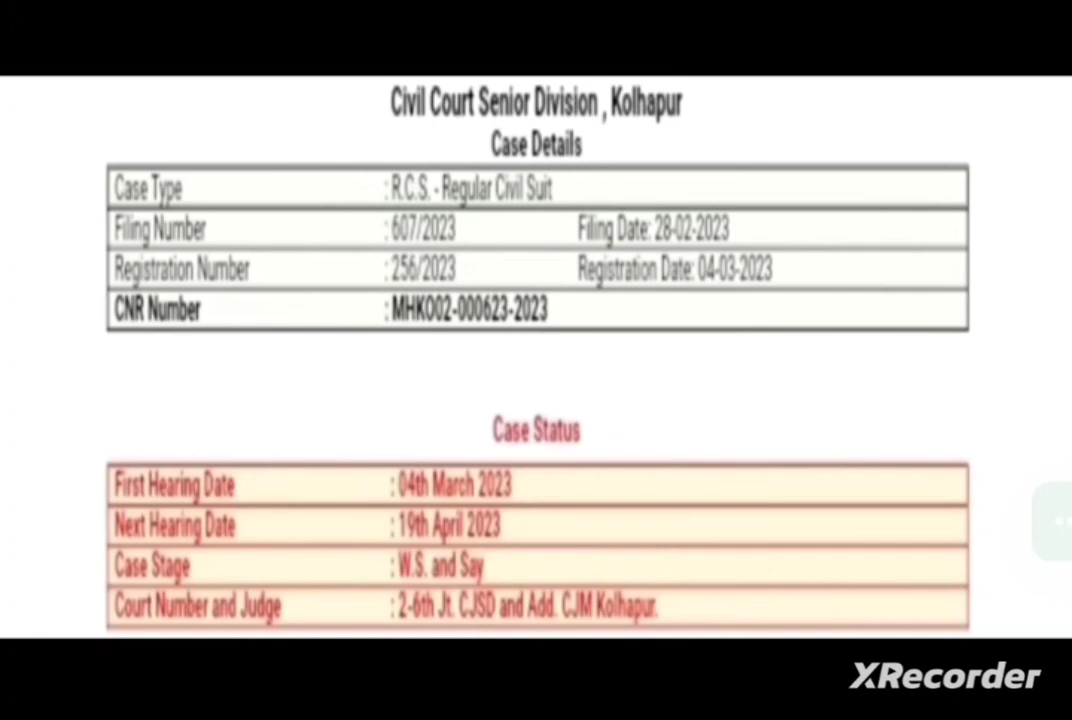 Civil Court Senior Division , Kolhapur
Case Details
Case Type : R.C.S. - Regular Civil Suit
Filing Number : 607/2023 Filing Date: 28-02-2023
Registration Number : 256/2023 Registration Date: 04-03-2023
CNR Number : MHKO02-000623-2023
Case Status
First Hearing Date : 04th March 2023
Next Hearing Date : 19th April 2023
Case Stage : W.S. and Say
Court Number and Judge : 2-6th Jt. CJSD and Add. CJM Kolhapur.
XRecorder